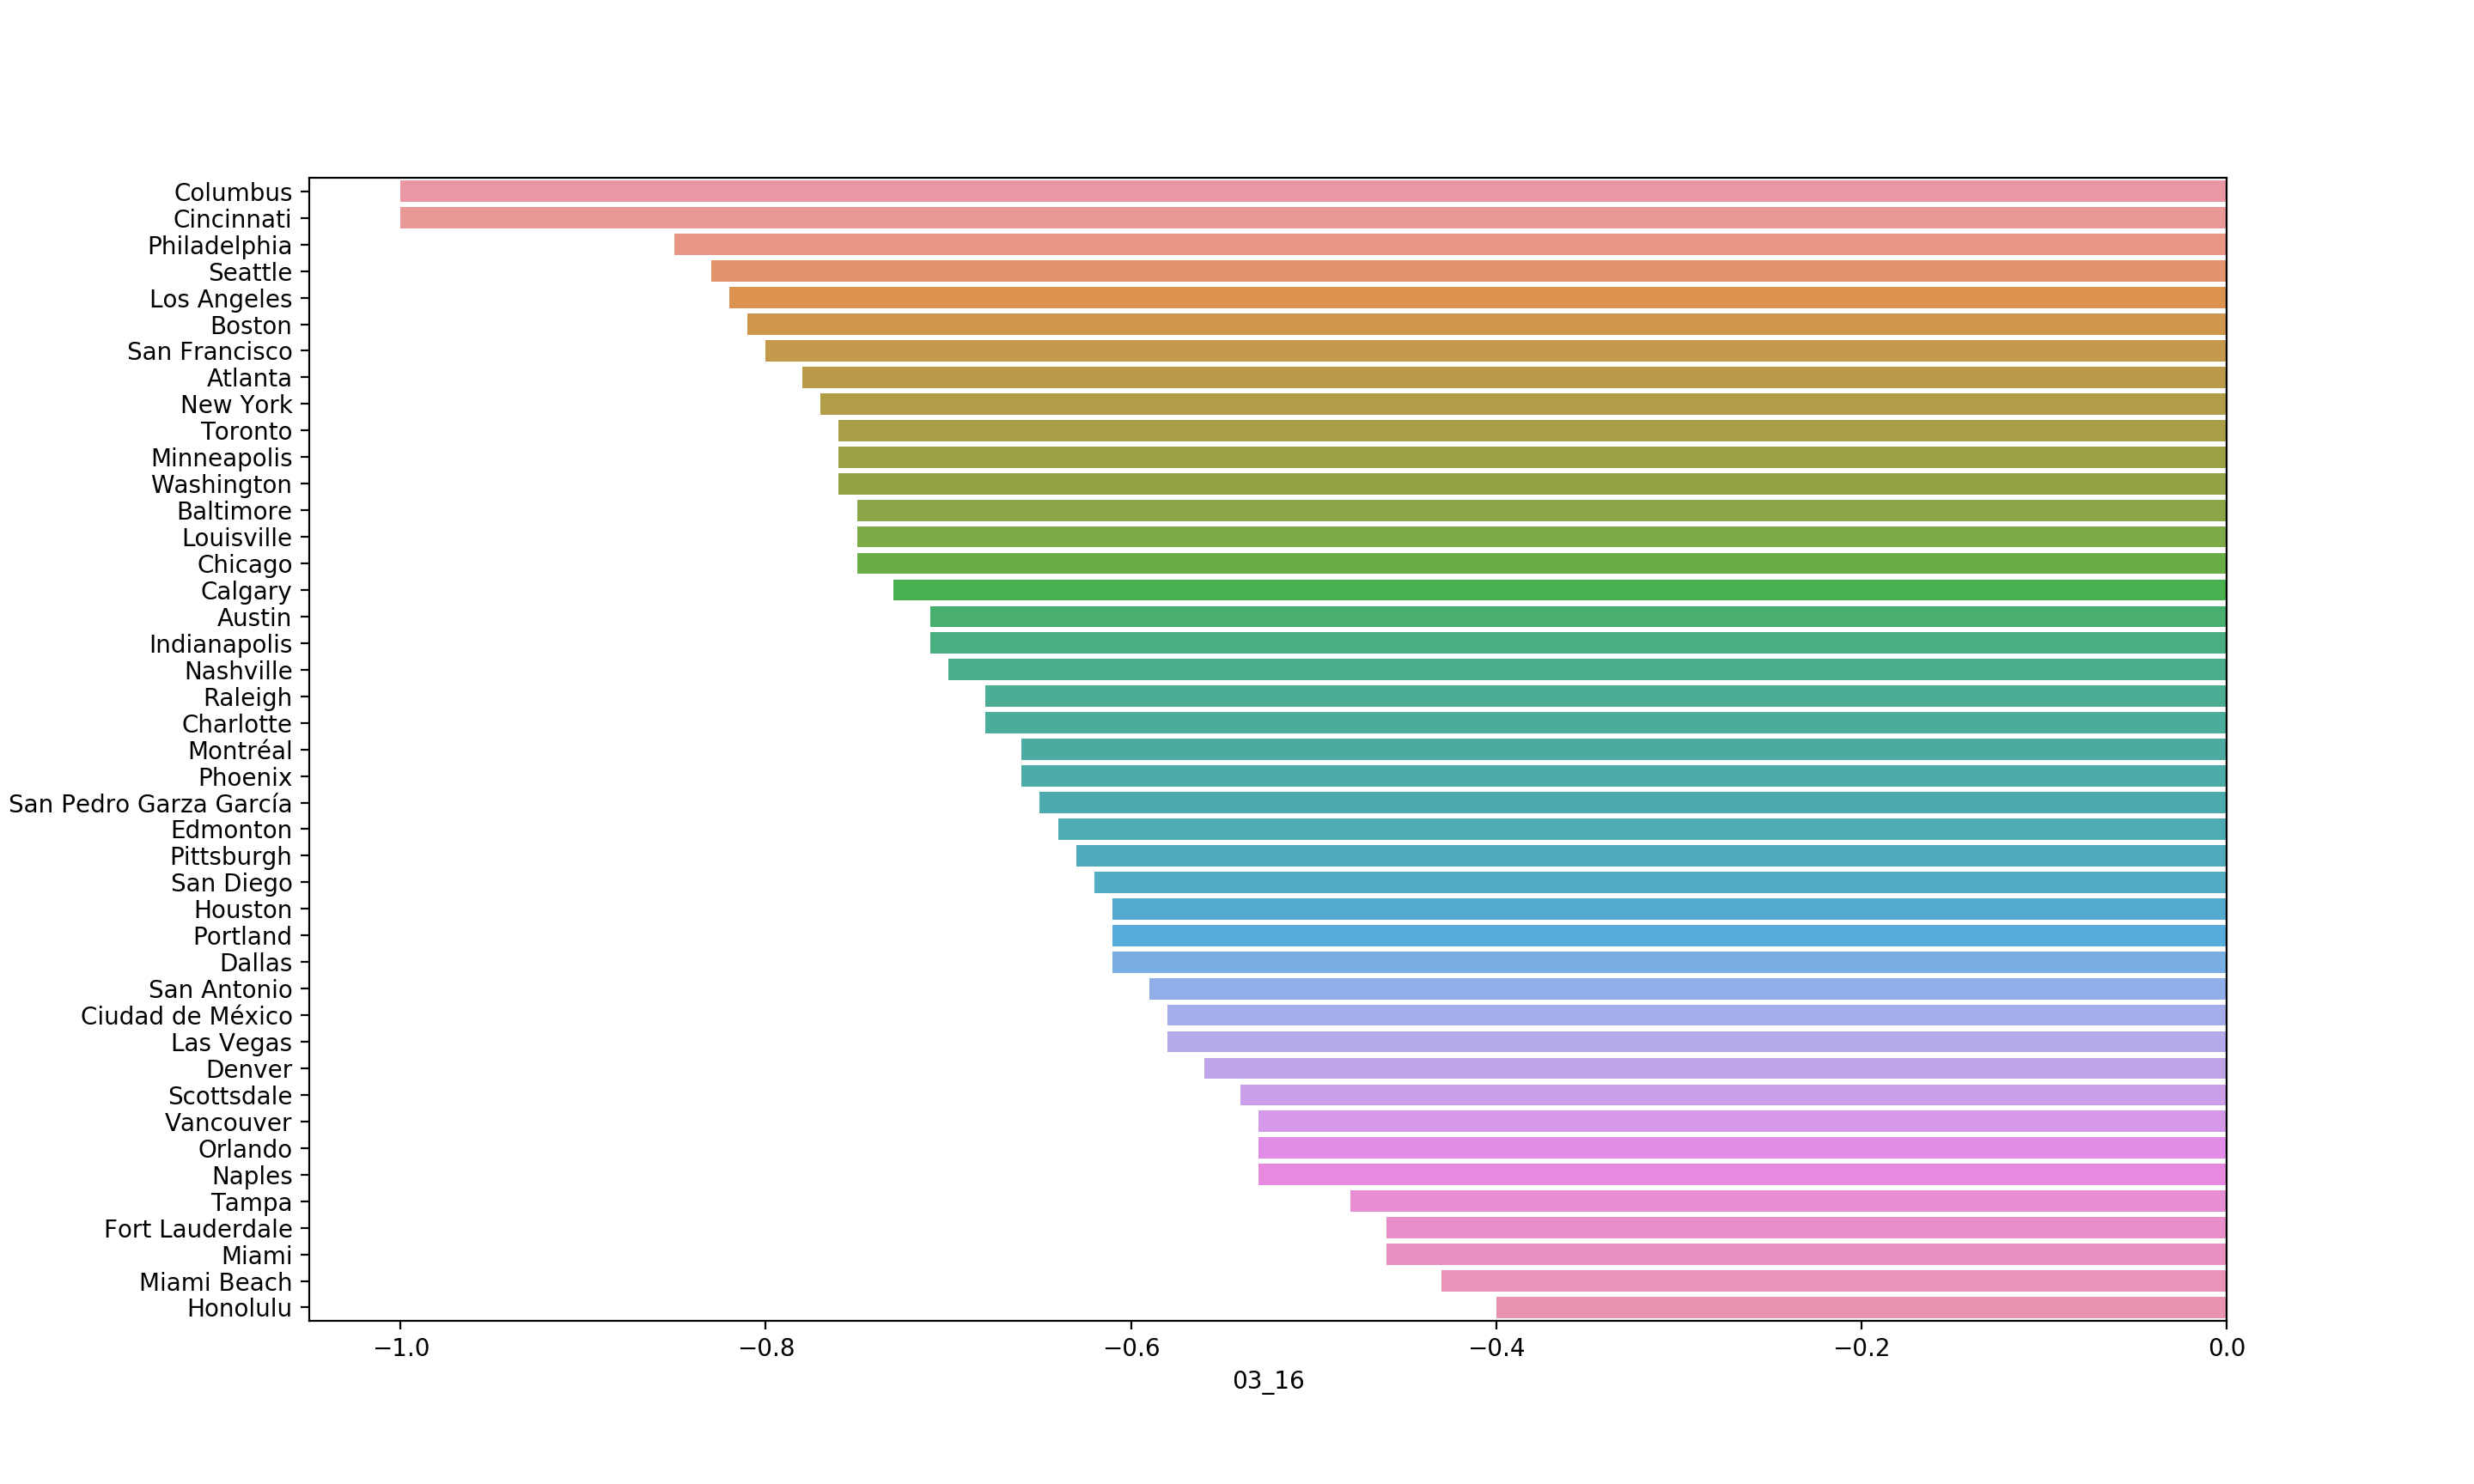 Columbus
Cincinnati
Philadelphia
Seattle
Los Angeles
Boston
San Francisco
Atlanta
New York
Toronto
Minneapolis
Washington
Baltimore
Louisville
Chicago
Calgary
Austin
Indianapolis
Nashville
Raleigh
Charlotte
Montréal
Phoenix
San Pedro Garza García
Edmonton
Pittsburgh
San Diego
Houston
Portland
Dallas
San Antonio
Ciudad de México
Las Vegas
Denver
Scottsdale
Vancouver
Orlando
Naples
Tampa
Fort Lauderdale
Miami
Miami Beach
Honolulu
−1.0 −0.8 −0.6 −0.4 −0.2 0.0
03_16